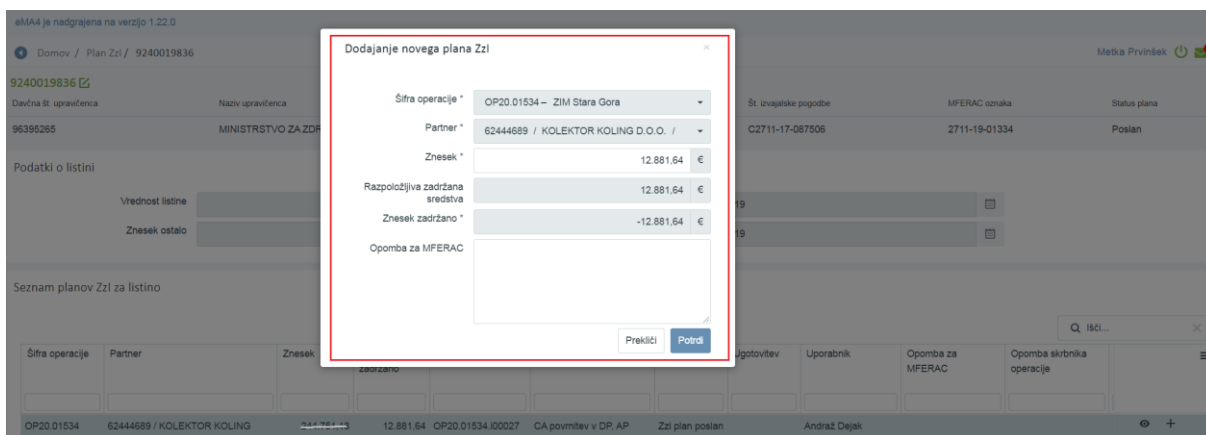 eMA4 je nadgrajena na verzijo 1.22.0
Domov / Plan ZzI / 9240019836
Metka Prvinšek
9240019836
Davčna št. upravičenca
Naziv upravičenca
Št. izvajalske pogodbe
MFERAC oznaka
Status plana
96395265
MINISTRSTVO ZA ZDR
C2711-17-087506
2711-19-01334
Poslan
Podatki o listini
Vrednost listine
19
Znesek ostalo
19
Dodajanje novega plana ZzI
×
Šifra operacije *
OP20.01534 – ZIM Stara Gora
Partner *
62444689 / KOLEKTOR KOLING D.O.O. /
Znesek *
12.881,64 €
Razpoložljiva zadržana
sredstva
12.881,64 €
Znesek zadržano *
-12.881,64 €
Opomba za MFERAC
Prekliči
Potrdi
Seznam planov ZzI za listino
Išči...
Šifra operacije
Partner
Znesek
zadržano
Ugotovitev
Uporabnik
Opomba za
MFERAC
Opomba skrbnika
operacije
OP20.01534
62444689 / KOLEKTOR KOLING
12.881,64
OP20.01534.I00027
CA povrnitev v DP, AP
Zzi plan poslan
Andraž Dejak